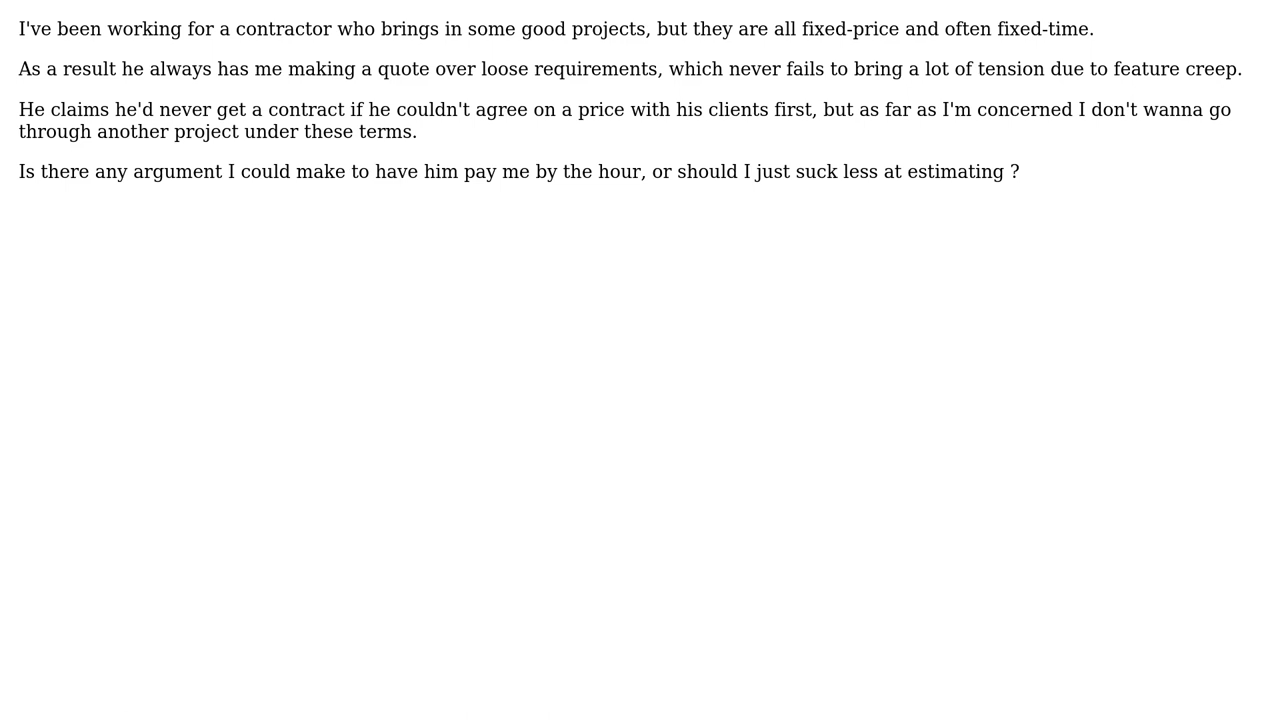 I've been working for a contractor who brings in some good projects, but they are all fixed-price and often fixed-time.
As a result he always has me making a quote over loose requirements, which never fails to bring a lot of tension due to feature creep.
He claims he'd never get a contract if he couldn't agree on a price with his clients first, but as far as I'm concerned I don't wanna go
through another project under these terms.
Is there any argument I could make to have him pay me by the hour, or should I just suck less at estimating ?